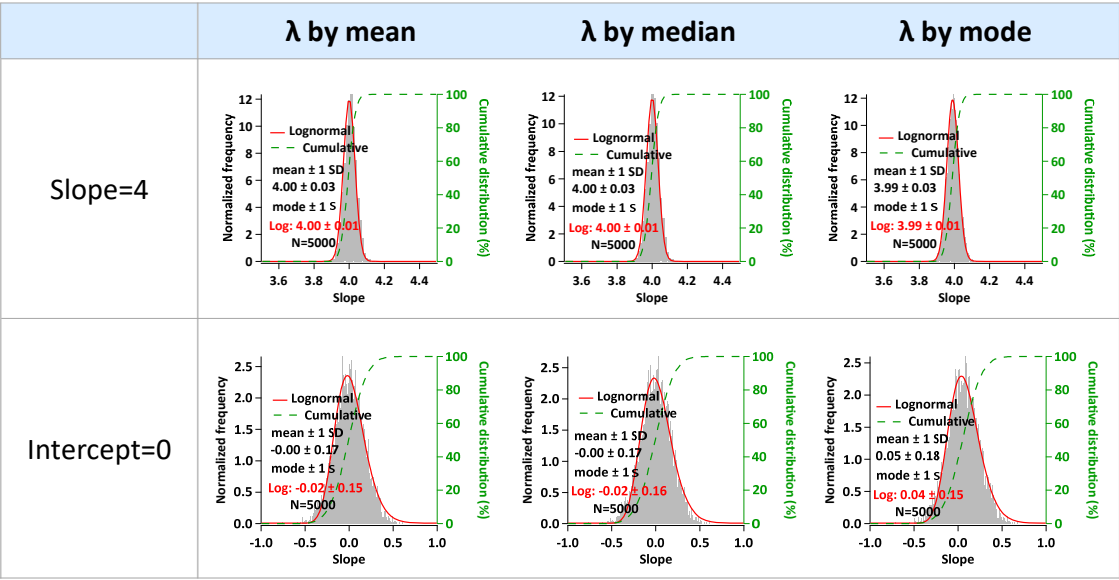 λ by mean
λ by median
λ by mode
Slope=4
Normalized frequency
12
10
8
6
4
2
0
Lognormal
Cumulative
mean ± 1 SD
4.00 ± 0.03
mode ± 1 S
Log: 4.00 ± 0.01
N=5000
3.6 3.8 4.0 4.2 4.4
Slope
100
80
60
40
20
0
Cumulative distribution (%)
Normalized frequency
12
10
8
6
4
2
0
Lognormal
Cumulative
mean ± 1 SD
4.00 ± 0.03
mode ± 1 S
Log: 4.00 ± 0.01
N=5000
3.6 3.8 4.0 4.2 4.4
Slope
100
80
60
40
20
0
Cumulative distribution (%)
Normalized frequency
12
10
8
6
4
2
0
Lognormal
Cumulative
mean ± 1 SD
3.99 ± 0.03
mode ± 1 S
Log: 3.99 ± 0.01
N=5000
3.6 3.8 4.0 4.2 4.4
Slope
100
80
60
40
20
0
Cumulative distribution (%)
Intercept=0
Normalized frequency
2.5
2.0
1.5
1.0
0.5
0.0
Lognormal
Cumulative
mean ± 1 SD
-0.00 ± 0.17
mode ± 1 S
Log: -0.02 ± 0.15
N=5000
-1.0 -0.5 0.0 0.5 1.0
Slope
100
80
60
40
20
0
Cumulative distribution (%)
Normalized frequency
2.5
2.0
1.5
1.0
0.5
0.0
Lognormal
Cumulative
mean ± 1 SD
-0.00 ± 0.17
mode ± 1 S
Log: -0.02 ± 0.16
N=5000
-1.0 -0.5 0.0 0.5 1.0
Slope
100
80
60
40
20
0
Cumulative distribution (%)
Normalized frequency
2.5
2.0
1.5
1.0
0.5
0.0
Lognormal
Cumulative
mean ± 1 SD
0.05 ± 0.18
mode ± 1 S
Log: 0.04 ± 0.15
N=5000
-1.0 -0.5 0.0 0.5 1.0
Slope
100
80
60
40
20
0
Cumulative distribution (%)